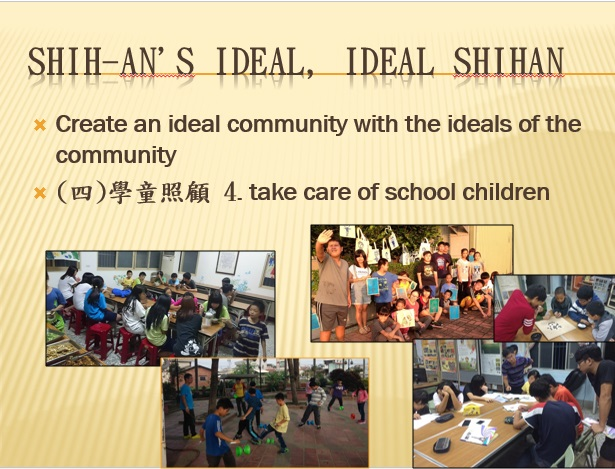 SHIH-AN'S IDEAL, IDEAL SHIHAN
Create an ideal community with the ideals of the
community
(四)學童照顧 4. take care of school children